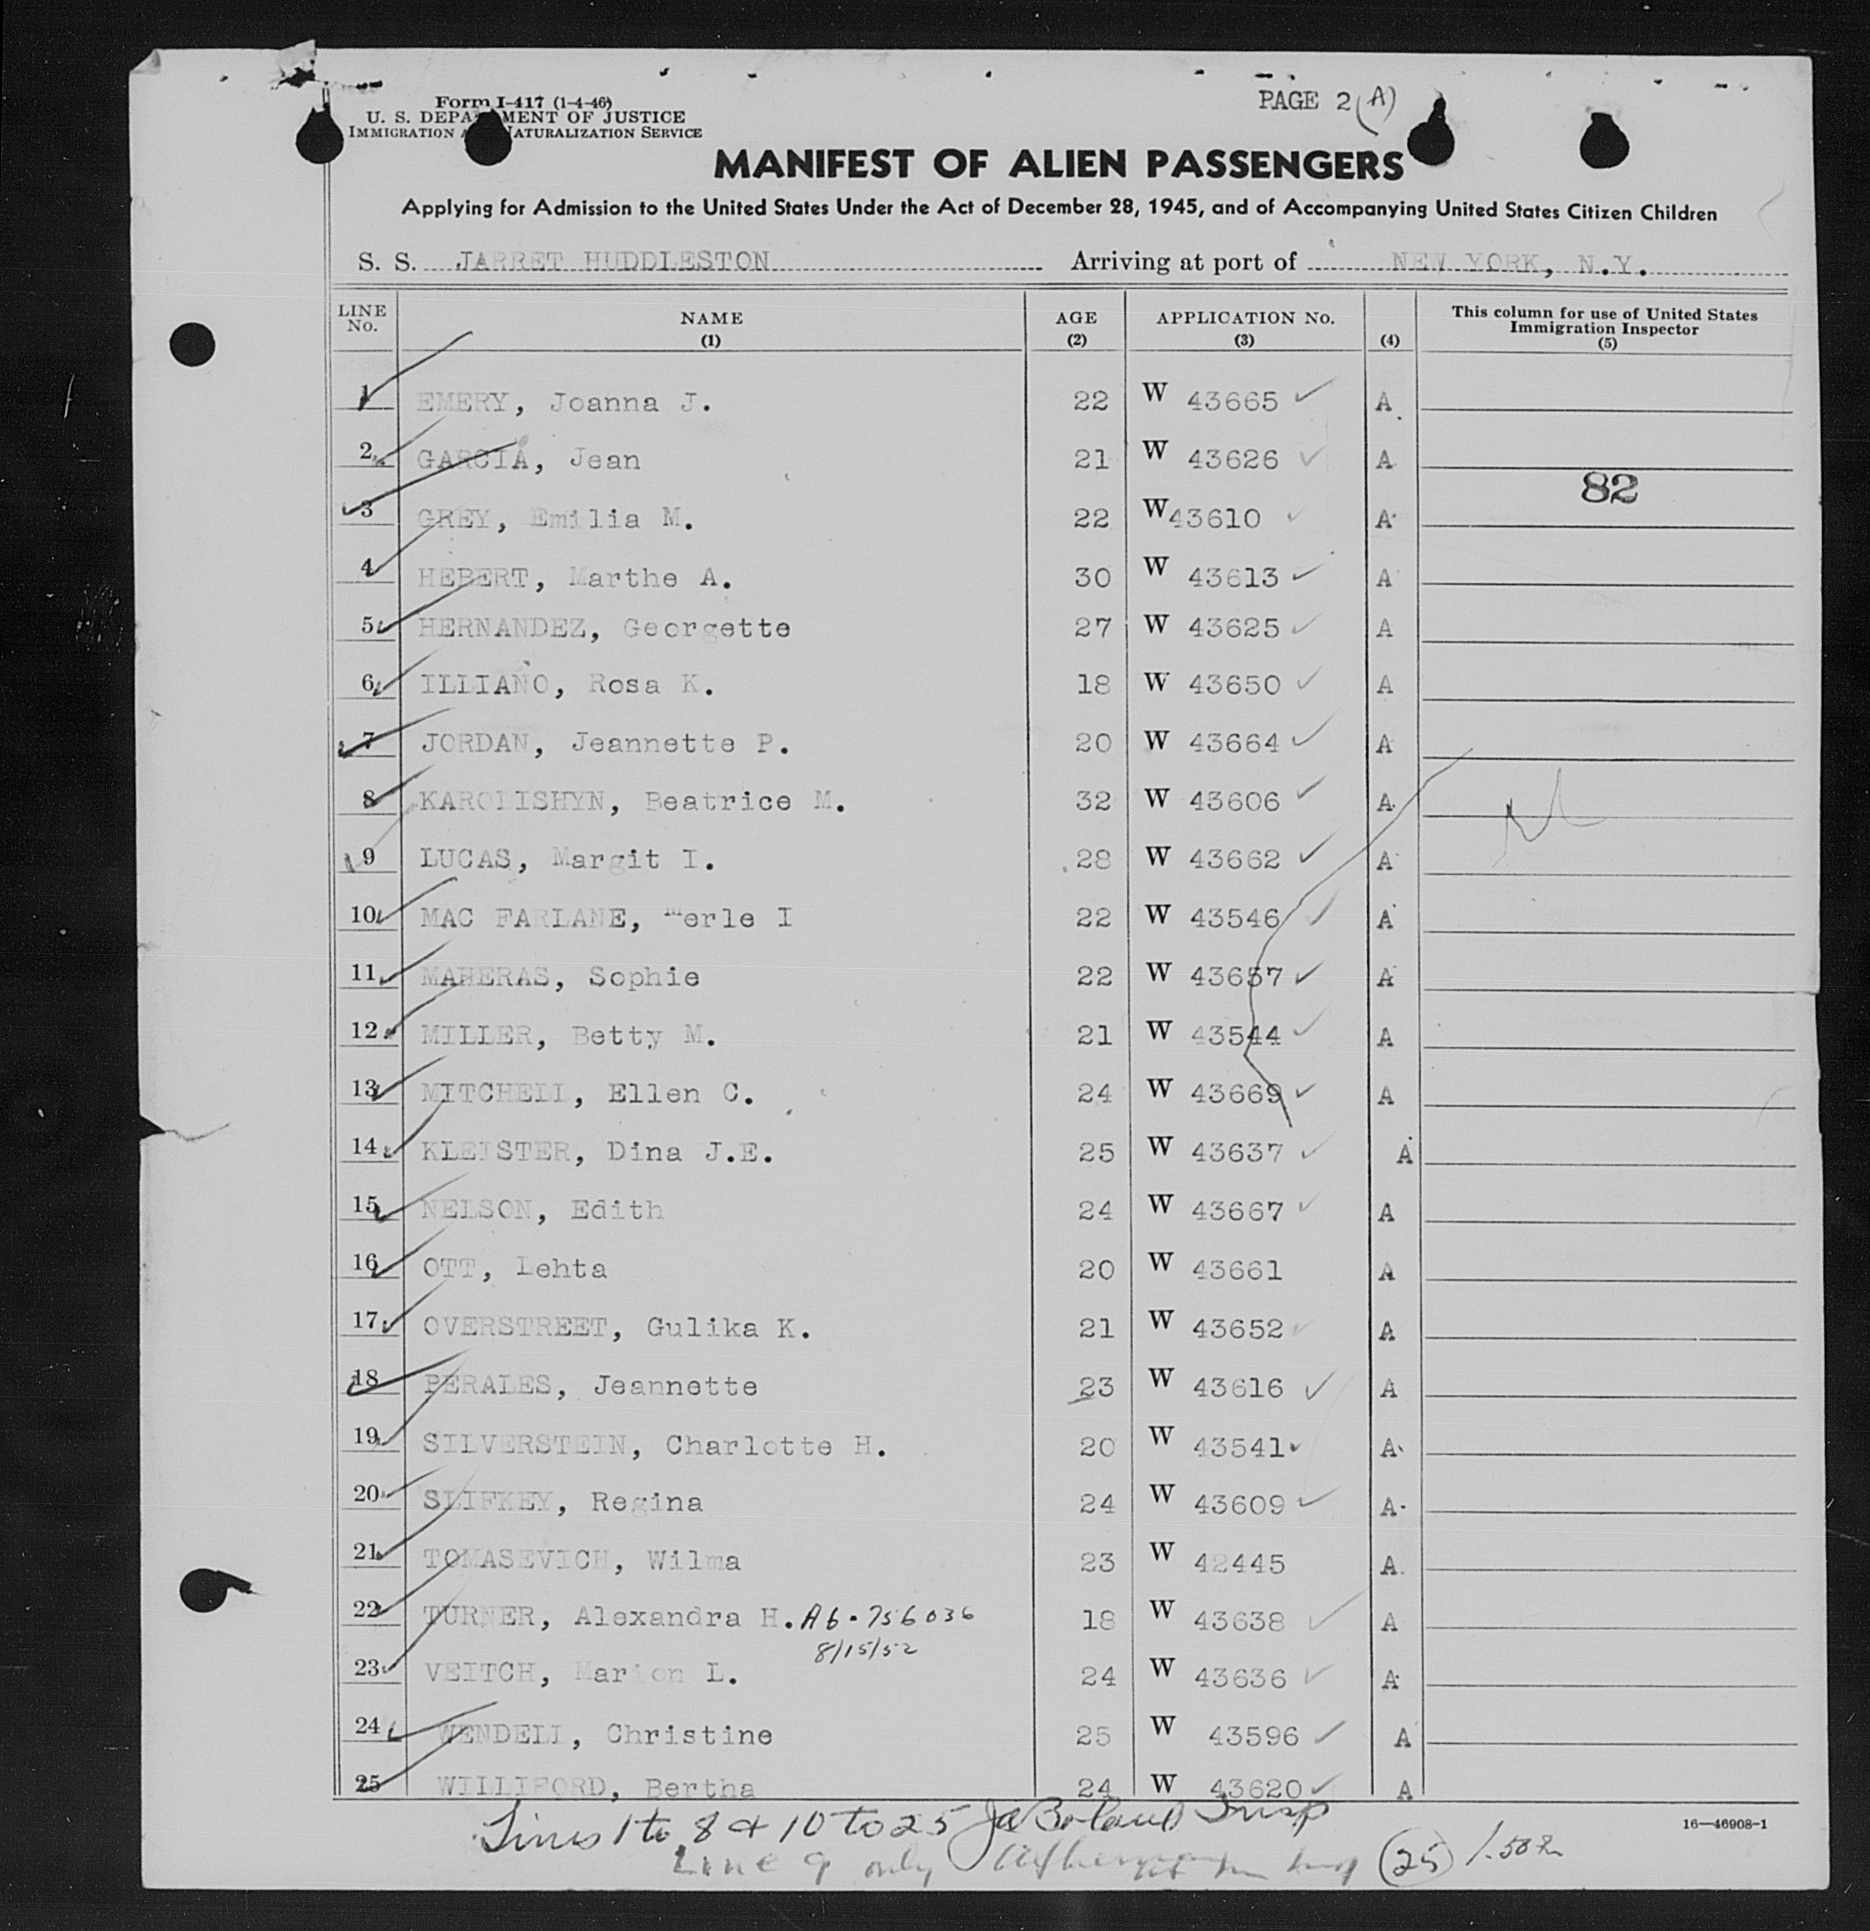 Form I-417 (1-4-46)
U. S. DEPARTMENT OF JUSTICE
IMMIGRATION AND NATURALIZATION SERVICE
PAGE 2 (A)
MANIFEST OF ALIEN PASSENGERS
Applying for Admission to the United States Under the Act of December 28, 1945, and of Accompanying United States Citizen Children
S. S. JARRET HUDDLESTON Arriving at port of NEW YORK, N.Y.
LINE No. NAME (1) AGE (2) APPLICATION No. (3) (4) This column for use of United States Immigration Inspector (5)
1 EMERY, Joanna J. 22 W 43665 A
2 GARCIA, Jean 21 W 43626 A
82
3 GREY, Emilia M. 22 W 43610 A
4 HEBERT, Marthe A. 30 W 43613 A
5 HERNANDEZ, Georgette 27 W 43625 A
6 ILLIANO, Rosa K. 18 W 43650 A
7 JORDAN, Jeannette P. 20 W 43664 A
8 KAROLISHYN, Beatrice M. 32 W 43606 A
9 LUCAS, Margit I. 28 W 43662 A
10 MAC FARLANE, merle I 22 W 43546 A
11 MAHERAS, Sophie 22 W 43657 A
12 MILLER, Betty M. 21 W 43544 A
13 MITCHELL, Ellen C. 24 W 43669 A
14 KLEISTER, Dina J.E. 25 W 43637 A
15 NELSON, Edith 24 W 43667 A
16 OTT, Lehta 20 W 43661 A
17 OVERSTREET, Gulika K. 21 W 43652 A
18 PERALES, Jeannette 23 W 43616 A
19 SILVERSTEIN, Charlotte H. 20 W 43541 A
20 SLIFKEY, Regina 24 W 43609 A
21 TOMASEVICH, Wilma 23 W 42445 A
22 TURNER, Alexandra H. A6-756036 18 W 43638 A
8/15/52
23 VEITCH, Marion L. 24 W 43636 A
24 WENDELL, Christine 25 W 43596 A
25 WILLIFORD, Bertha 24 W 43620 A
Lines 1 to 8 & 10 to 25 Ja Boland Insp
16—46908-1
Line 9 only (25)